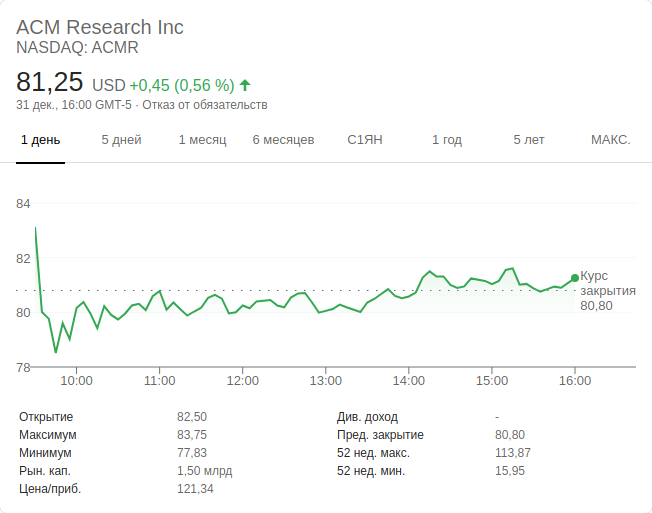 ACM Research Inc
NASDAQ: ACMR
81,25 USD +0,45 (0,56 %)
31 дек., 16:00 GMT-5 · Отказ от обязательств
1 день 5 дней 1 месяц 6 месяцев С1ЯН 1 год 5 лет МАКС.
84
82
80
78
Курс
закрытия
80,80
10:00 11:00 12:00 13:00 14:00 15:00 16:00
Открытие 82,50 Див. доход -
Максимум 83,75 Пред. закрытие 80,80
Минимум 77,83 52 нед. макс. 113,87
Рын. кап. 1,50 млрд 52 нед. мин. 15,95
Цена/приб. 121,34